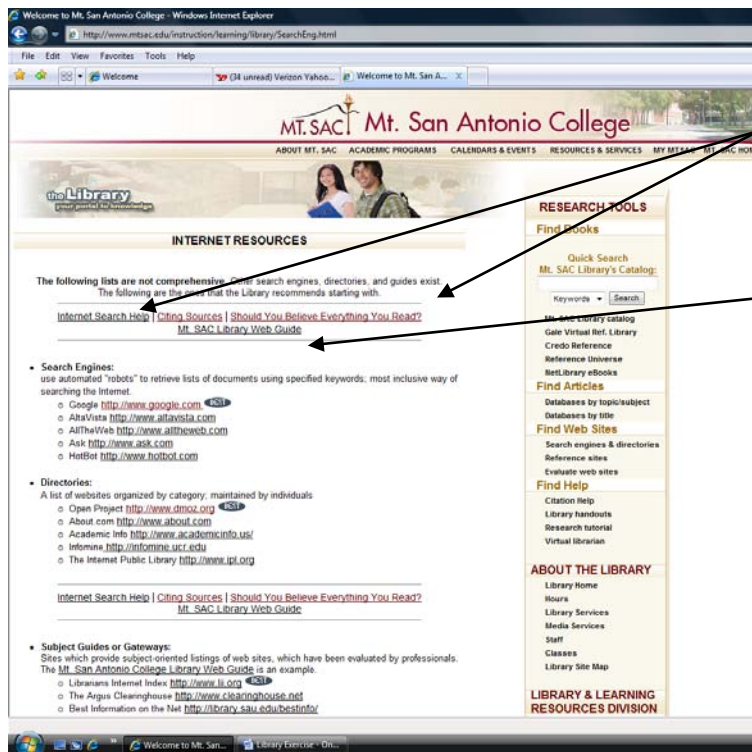 Welcome to Mt. San Antonio College - Windows Internet Explorer
http://www.mtsac.edu/instruction/learning/library/SearchEng.html
File Edit View Favorites Tools Help
Welcome
(34 unread) Verizon Yahoo...
Welcome to Mt. San A...
MT. SAC Mt. San Antonio College
ABOUT MT. SAC ACADEMIC PROGRAMS CALENDARS & EVENTS RESOURCES & SERVICES MY MTSAC MT. SAC HOM
the Library
your portal to knowledge
INTERNET RESOURCES
The following lists are not comprehensive. Other search engines, directories, and guides exist.
The following are the ones that the Library recommends starting with.
Internet Search Help | Citing Sources | Should You Believe Everything You Read?
Mt. SAC Library Web Guide
• Search Engines:
use automated "robots" to retrieve lists of documents using specified keywords; most inclusive way of
searching the Internet.
o Google http://www.google.com BEST
o AltaVista http://www.altavista.com
o AllTheWeb http://www.alltheweb.com
o Ask http://www.ask.com
o HotBot http://www.hotbot.com
• Directories:
A list of websites organized by category; maintained by individuals
o Open Project http://www.dmoz.org BEST
o About.com http://www.about.com
o Academic Info http://www.academicinfo.us/
o Infomine http://infomine.ucr.edu
o The Internet Public Library http://www.ipl.org
Internet Search Help | Citing Sources | Should You Believe Everything You Read?
Mt. SAC Library Web Guide
• Subject Guides or Gateways:
Sites which provide subject-oriented listings of web sites, which have been evaluated by professionals.
The Mt. San Antonio College Library Web Guide is an example.
o Librarians Internet Index http://www.lii.org BEST
o The Argus Clearinghouse http://www.clearinghouse.net
o Best Information on the Net http://library.sau.edu/bestinfo/
RESEARCH TOOLS
Find Books
Quick Search
Mt. SAC Library's Catalog:
Keywords Search
Mt. SAC Library catalog
Gale Virtual Ref. Library
Credo Reference
Reference Universe
NetLibrary eBooks
Find Articles
Databases by topic/subject
Databases by title
Find Web Sites
Search engines & directories
Reference sites
Evaluate web sites
Find Help
Citation Help
Library handouts
Research tutorial
Virtual librarian
ABOUT THE LIBRARY
Library Home
Hours
Library Services
Media Services
Staff
Classes
Library Site Map
LIBRARY & LEARNING
RESOURCES DIVISION
Welcome to Mt. San...
Library Exercise - On...